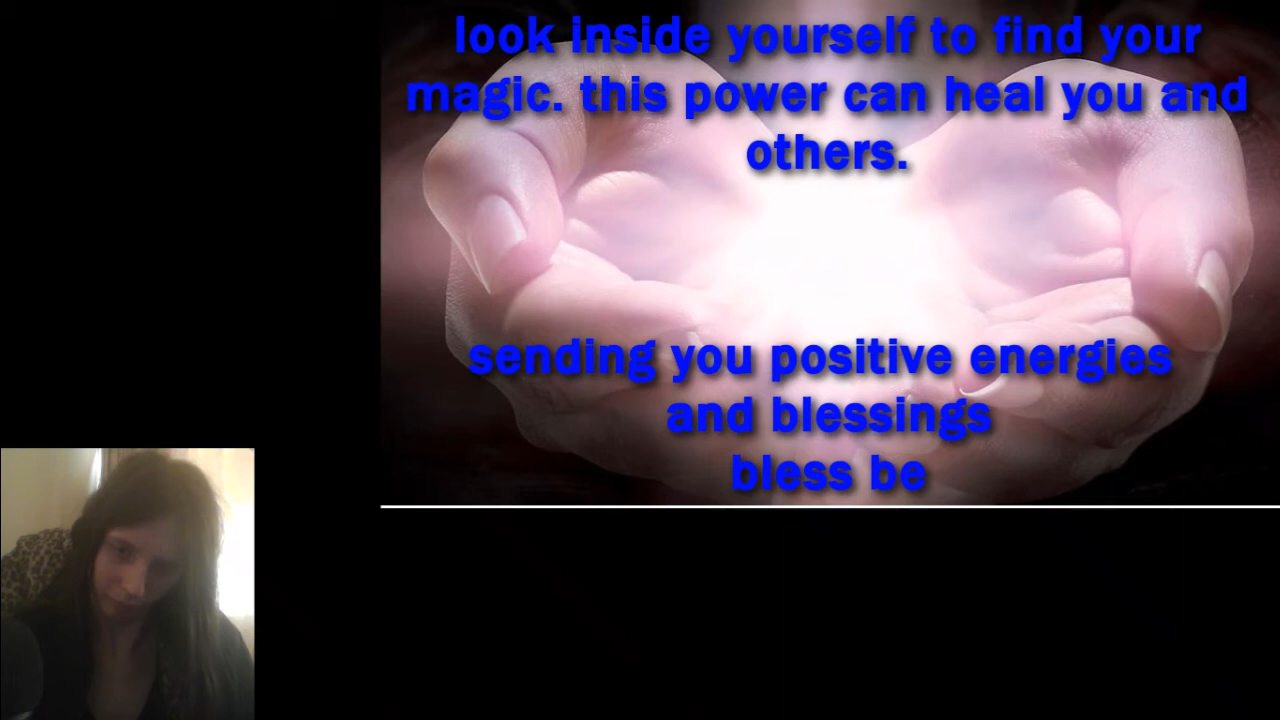 look inside yourself to find your
magic. this power can heal you and
others.
sending you positive energies
and blessings
bless be